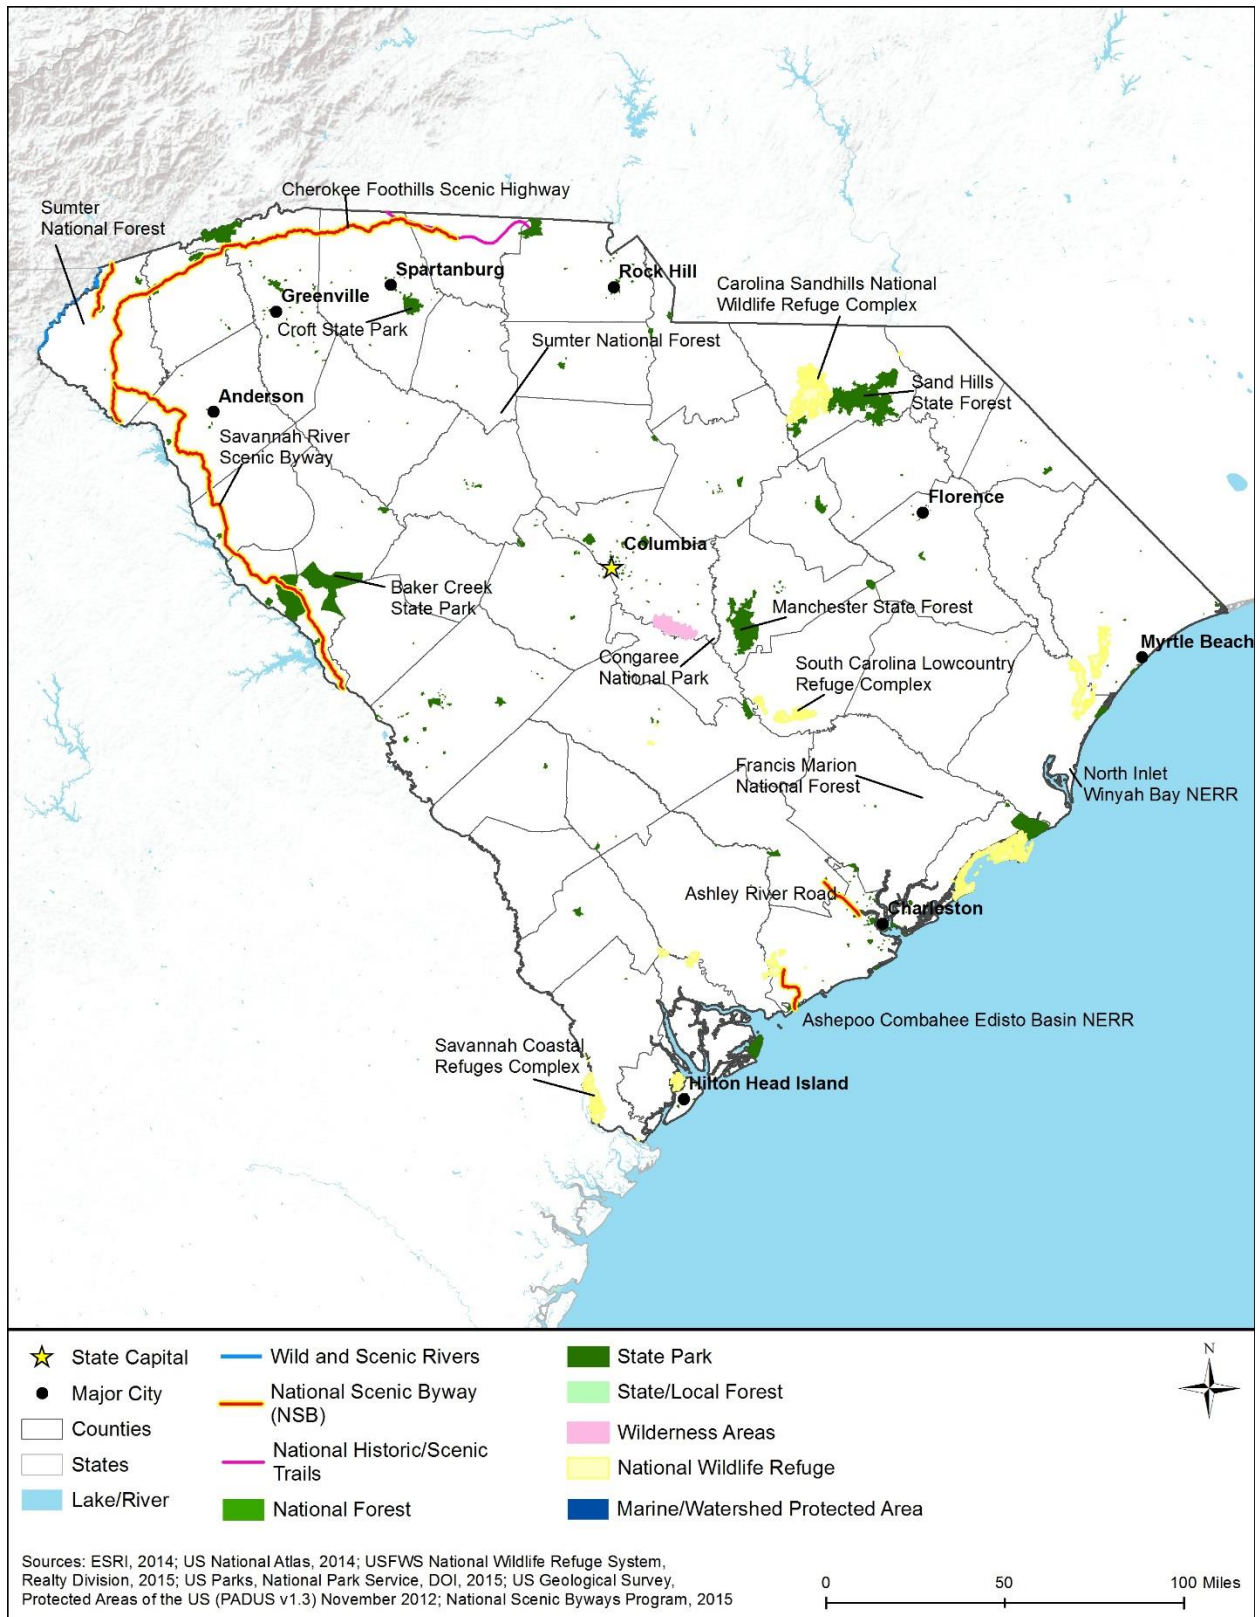 Cherokee Foothills Scenic Highway
Sumter
National Forest
Spartanburg
Rock Hill
Carolina Sandhills National
Wildlife Refuge Complex
Greenville
Croft State Park
Sumter National Forest
Sand Hills
State Forest
Anderson
Savannah River
Scenic Byway
Florence
Columbia
Baker Creek
State Park
Manchester State Forest
Congaree
National Park
South Carolina Lowcountry
Refuge Complex
Myrtle Beach
Francis Marion
National Forest
North Inlet
Winyah Bay NERR
Ashley River Road
Charleston
Ashepoo Combahee Edisto Basin NERR
Savannah Coastal
Refuges Complex
Hilton Head Island
State Capital
Major City
Counties
States
Lake/River
Wild and Scenic Rivers
National Scenic Byway
(NSB)
National Historic/Scenic
Trails
National Forest
State Park
State/Local Forest
Wilderness Areas
National Wildlife Refuge
Marine/Watershed Protected Area
N
Sources: ESRI, 2014; US National Atlas, 2014; USFWS National Wildlife Refuge System,
Realty Division, 2015; US Parks, National Park Service, DOI, 2015; US Geological Survey,
Protected Areas of the US (PADUS v1.3) November 2012; National Scenic Byways Program, 2015
0 50 100 Miles